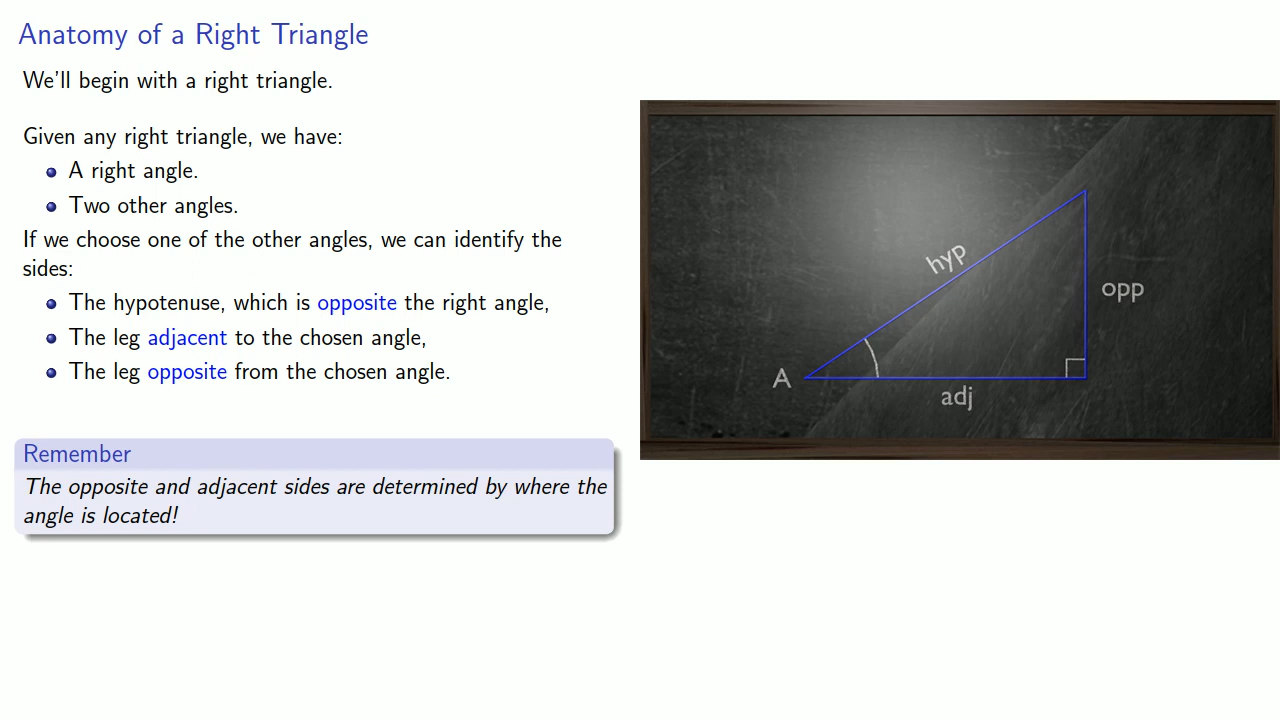 Anatomy of a Right Triangle
We'll begin with a right triangle.
Given any right triangle, we have:
A right angle.
Two other angles.
If we choose one of the other angles, we can identify the
sides:
The hypotenuse, which is opposite the right angle,
The leg adjacent to the chosen angle,
The leg opposite from the chosen angle.
Remember
The opposite and adjacent sides are determined by where the
angle is located!
hyp
opp
A
adj